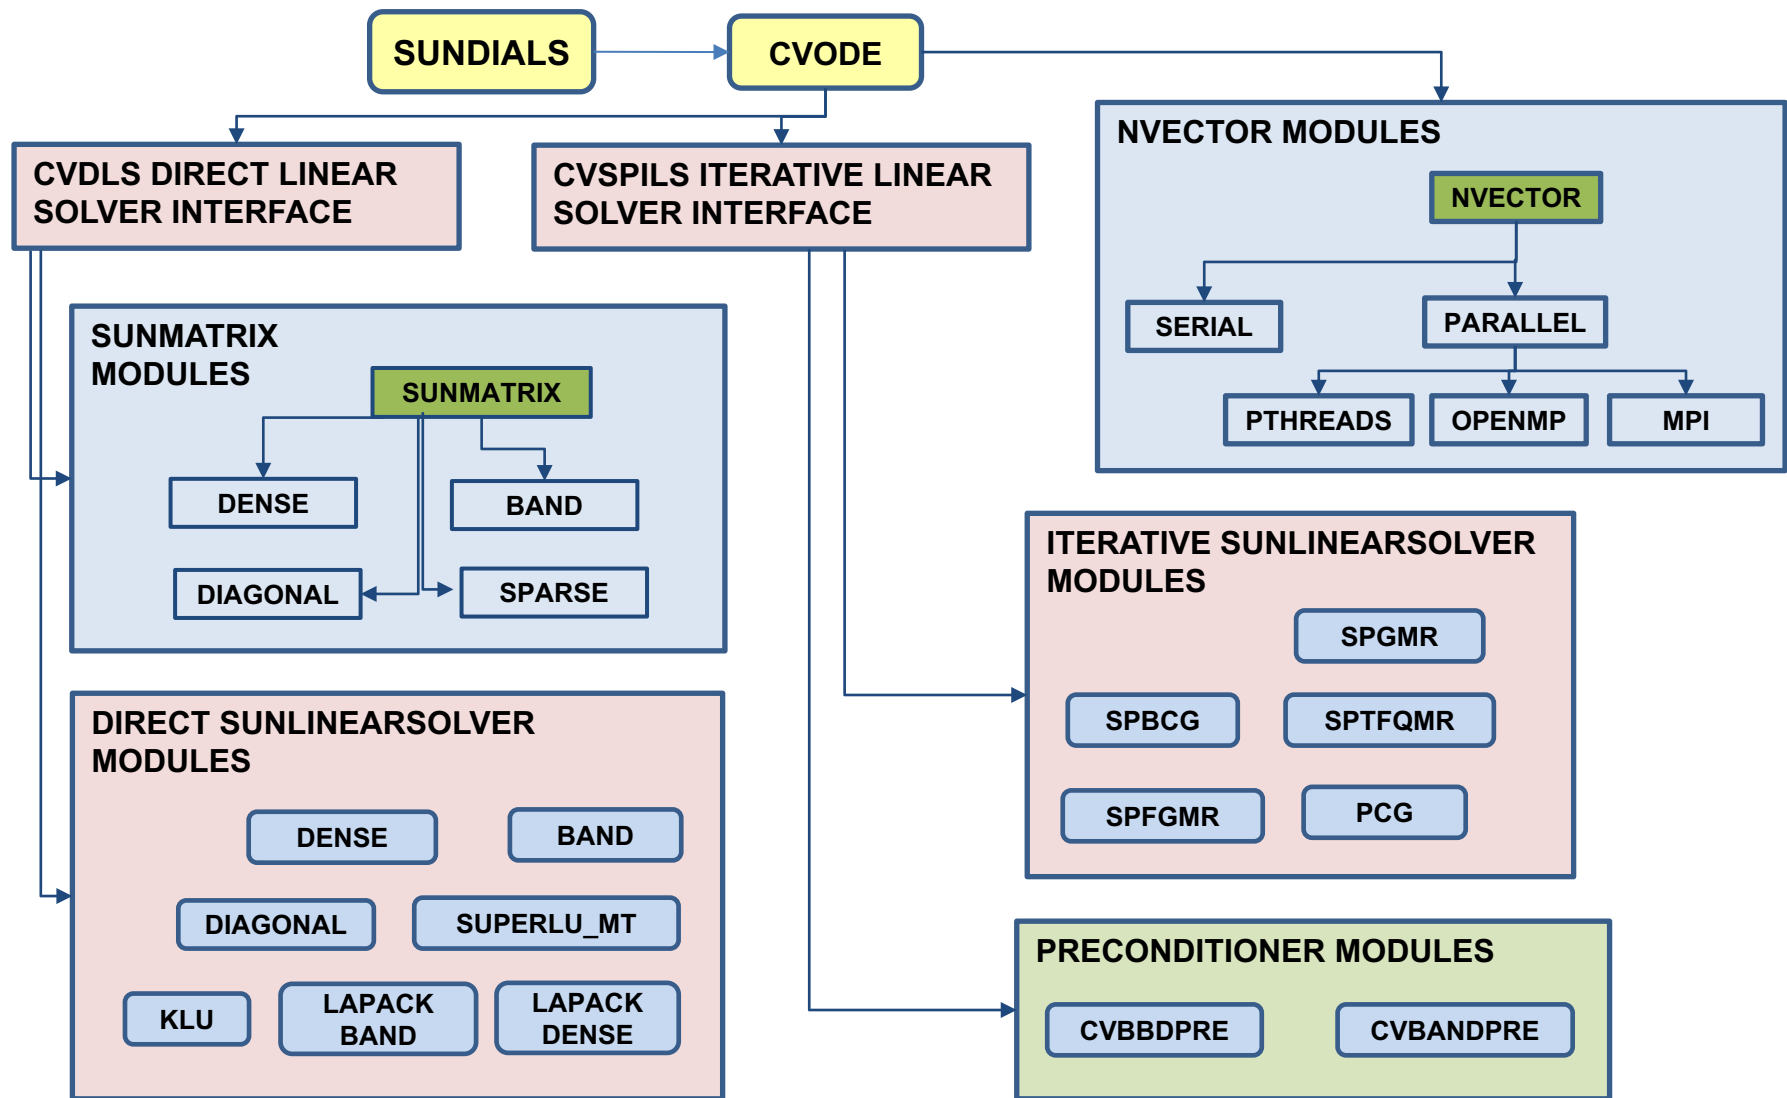 SUNDIALS
CVODE
CVDLS DIRECT LINEAR
SOLVER INTERFACE
CVSPILS ITERATIVE LINEAR
SOLVER INTERFACE
NVECTOR MODULES
NVECTOR
SERIAL
PARALLEL
PTHREADS
OPENMP
MPI
SUNMATRIX
MODULES
SUNMATRIX
DENSE
BAND
DIAGONAL
SPARSE
ITERATIVE SUNLINEARSOLVER
MODULES
SPGMR
SPBCG
SPTFQMR
SPFGMR
PCG
DIRECT SUNLINEARSOLVER
MODULES
DENSE
BAND
DIAGONAL
SUPERLU_MT
KLU
LAPACK
BAND
LAPACK
DENSE
PRECONDITIONER MODULES
CVBBDPRE
CVBANDPRE